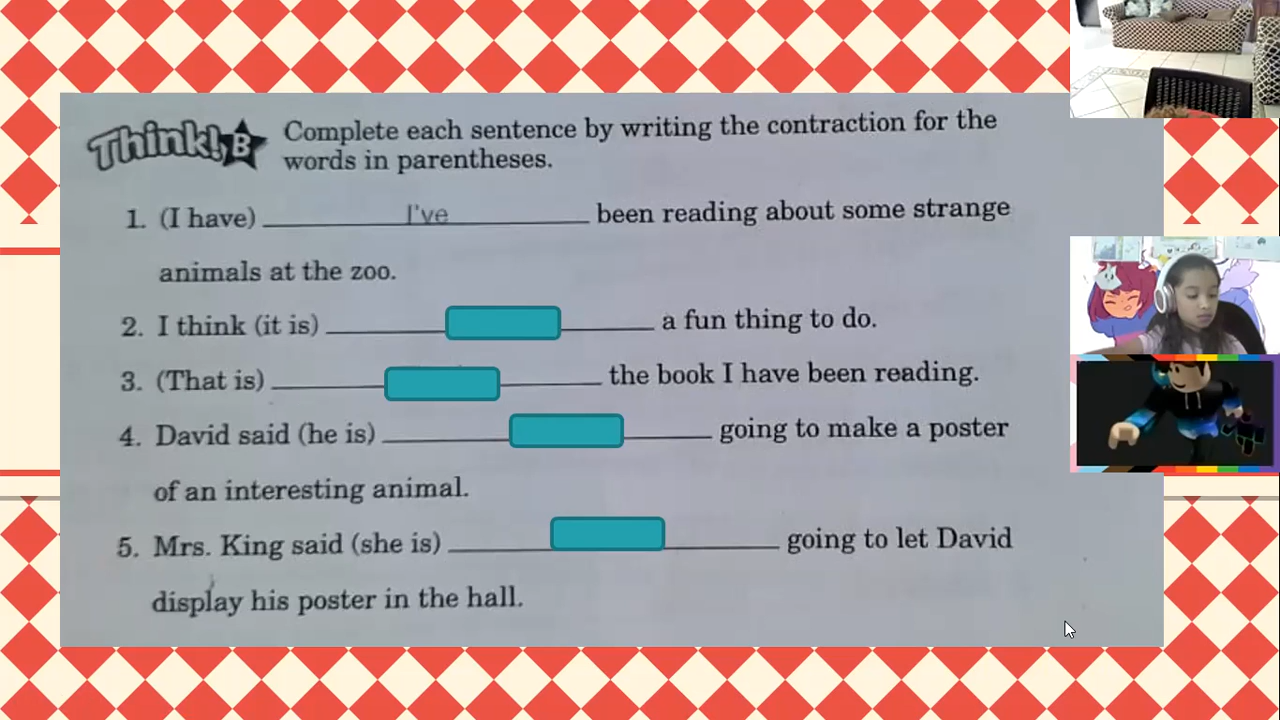 Think! B Complete each sentence by writing the contraction for the
words in parentheses.
1. (I have) I've been reading about some strange
animals at the zoo.
2. I think (it is) a fun thing to do.
3. (That is) the book I have been reading.
4. David said (he is) going to make a poster
of an interesting animal.
5. Mrs. King said (she is) going to let David
display his poster in the hall.